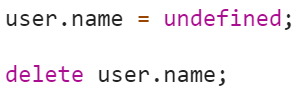 user.name = undefined;
delete user.name;